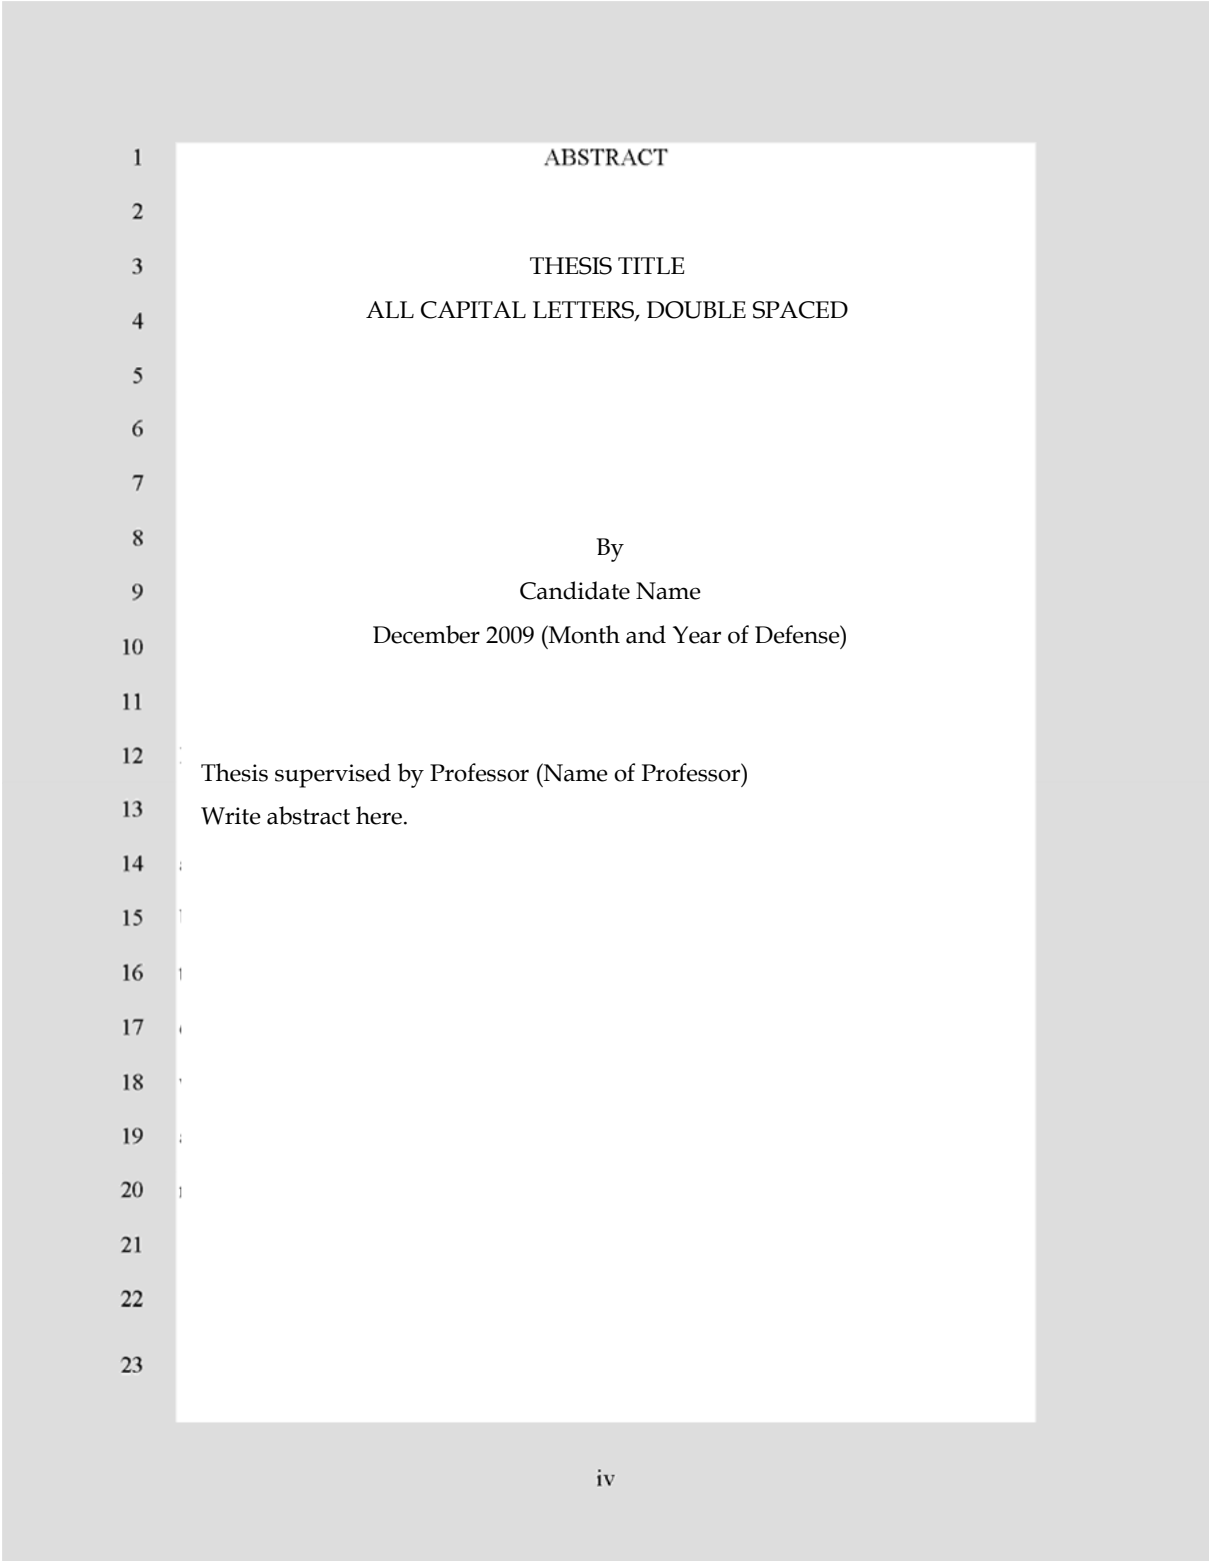 1 ABSTRACT
2
3 THESIS TITLE
4 ALL CAPITAL LETTERS, DOUBLE SPACED
5
6
7
8 By
9 Candidate Name
10 December 2009 (Month and Year of Defense)
11
12 Thesis supervised by Professor (Name of Professor)
13 Write abstract here.
14
15
16
17
18
19
20
21
22
23
iv